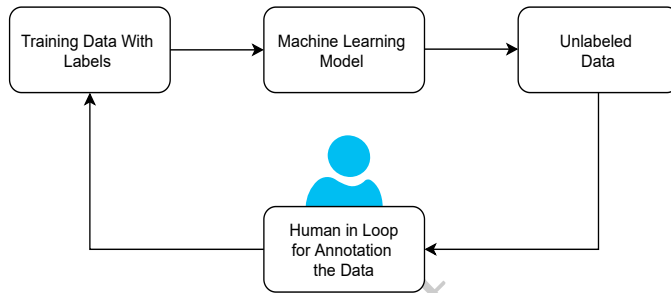 Training Data With
Labels
Machine Learning
Model
Unlabeled
Data
Human in Loop
for Annotation
the Data